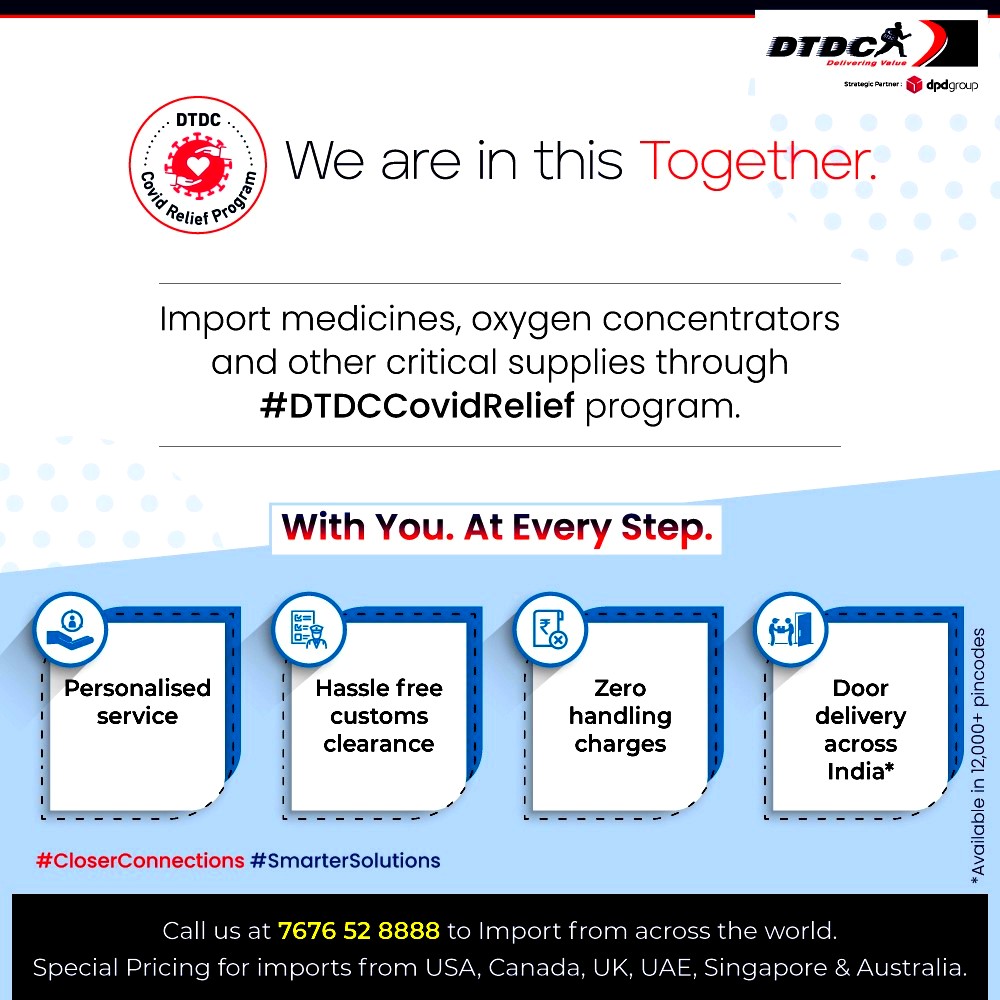 DTDC
Delivering Value
Strategic Partner : dpdgroup
DTDC
Covid Relief Program
We are in this Together.
Import medicines, oxygen concentrators
and other critical supplies through
#DTDCCovidRelief program.
With You. At Every Step.
Personalised
service
Hassle free
customs
clearance
Zero
handling
charges
Door
delivery
across
India*
*Available in 12,000+ pincodes
#CloserConnections #SmarterSolutions
Call us at 7676 52 8888 to Import from across the world.
Special Pricing for imports from USA, Canada, UK, UAE, Singapore & Australia.